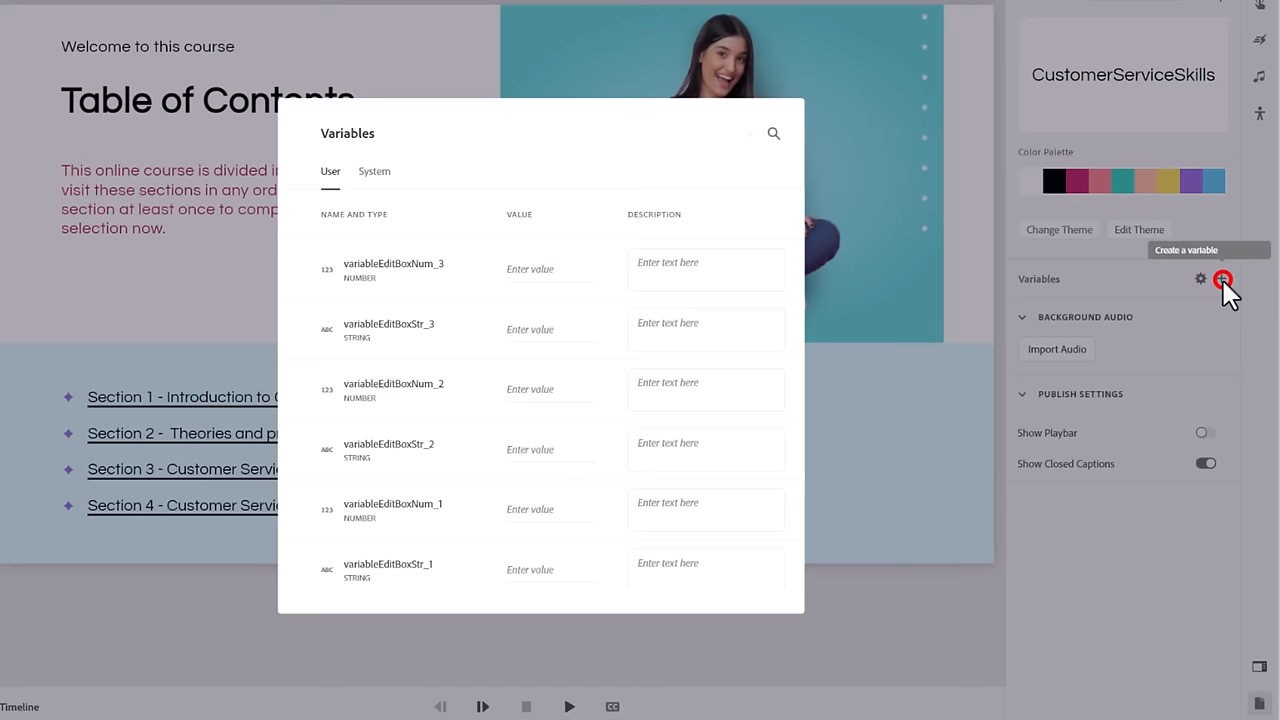 Welcome to this course
Table of Contents
This online course is divided i
visit these sections in any ord
section at least once to comp
selection now.
Section 1 - Introduction to
Section 2 - Theories and p
Section 3 - Customer Servi
Section 4 - Customer Servi
Variables
User System
NAME AND TYPE VALUE DESCRIPTION
123 variableEditBoxNum_3 Enter value Enter text here
NUMBER
ABC variableEditBoxStr_3 Enter value Enter text here
STRING
123 variableEditBoxNum_2 Enter value Enter text here
NUMBER
ABC variableEditBoxStr_2 Enter value Enter text here
STRING
123 variableEditBoxNum_1 Enter value Enter text here
NUMBER
ABC variableEditBoxStr_1 Enter value Enter text here
STRING
CustomerServiceSkills
Color Palette
Change Theme Edit Theme
Create a variable
Variables
BACKGROUND AUDIO
Import Audio
PUBLISH SETTINGS
Show Playbar
Show Closed Captions
Timeline
CC